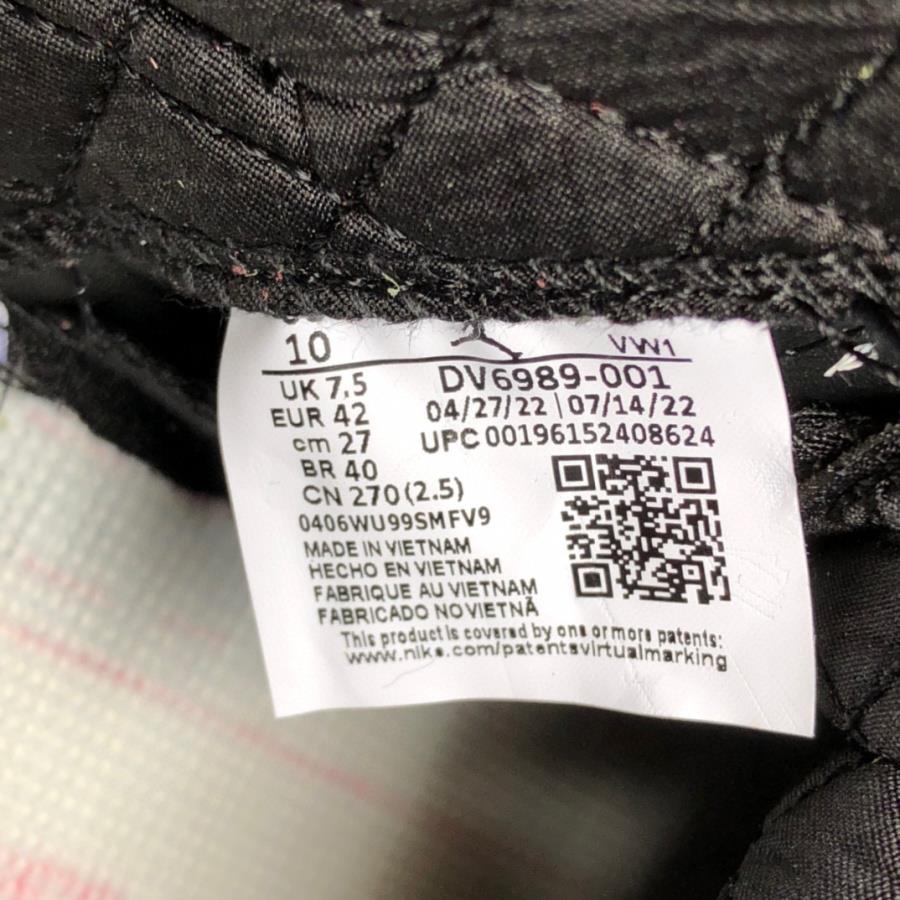 10 VW1
UK 7,5 DV6989-001
EUR 42 04/27/22 | 07/14/22
cm 27 UPC 00196152408624
BR 40
CN 270(2.5)
0406WU99SMFV9
MADE IN VIETNAM
HECHO EN VIETNAM
FABRIQUE AU VIETNAM
FABRICADO NO VIETNÃ
This product is covered by one or more patents:
www.nike.com/patentsvirtualmarking